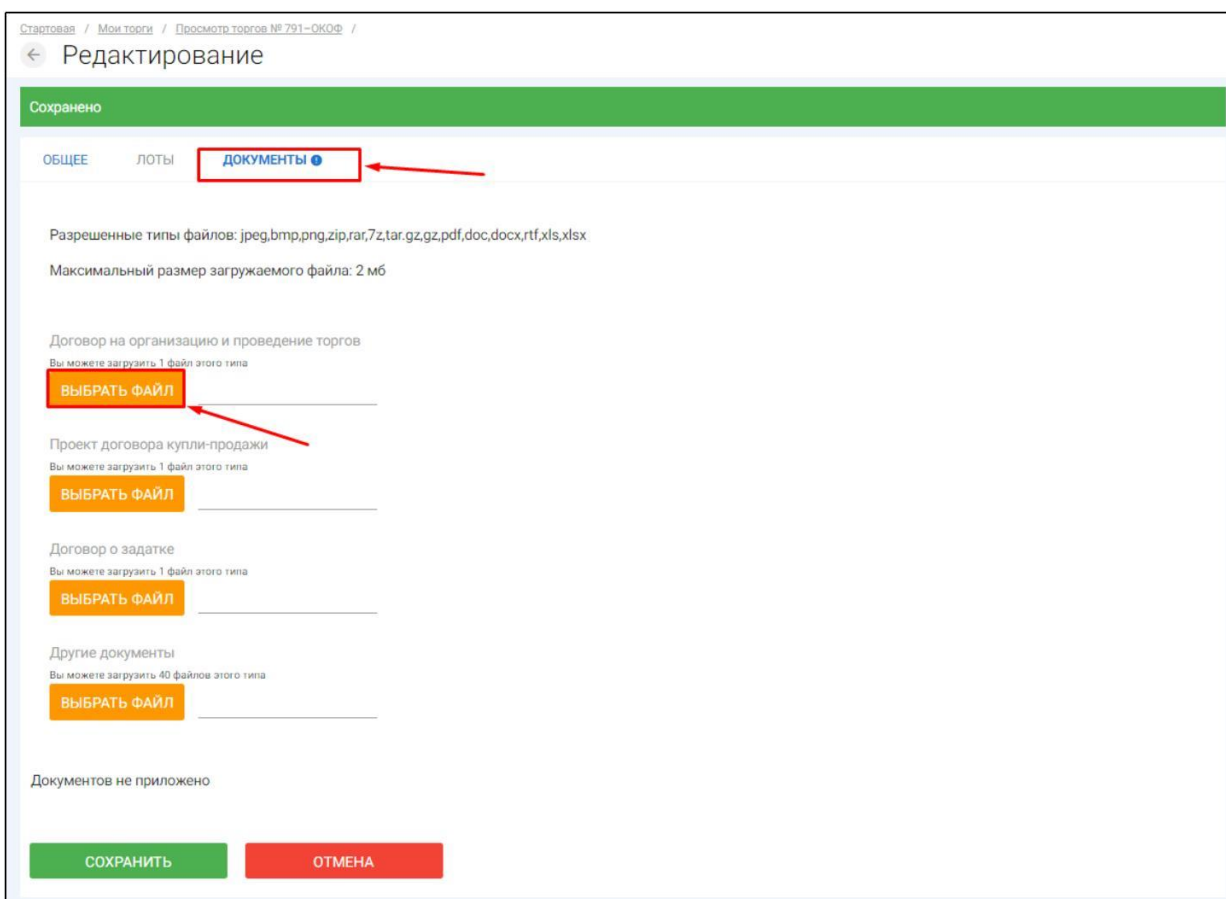 Стартовая / Мои торги / Просмотр торгов № 791–ОКОФ /
Редактирование
Сохранено
ОБЩЕЕ ЛОТЫ ДОКУМЕНТЫ
Разрешенные типы файлов: jpeg,bmp,png,zip,rar,7z,tar.gz,gz,pdf,doc,docx,rtf,xls,xlsx
Максимальный размер загружаемого файла: 2 мб
Договор на организацию и проведение торгов
Вы можете загрузить 1 файл этого типа
ВЫБРАТЬ ФАЙЛ
Проект договора купли-продажи
Вы можете загрузить 1 файл этого типа
ВЫБРАТЬ ФАЙЛ
Договор о задатке
Вы можете загрузить 1 файл этого типа
ВЫБРАТЬ ФАЙЛ
Другие документы
Вы можете загрузить 40 файлов этого типа
ВЫБРАТЬ ФАЙЛ
Документов не приложено
СОХРАНИТЬ ОТМЕНА